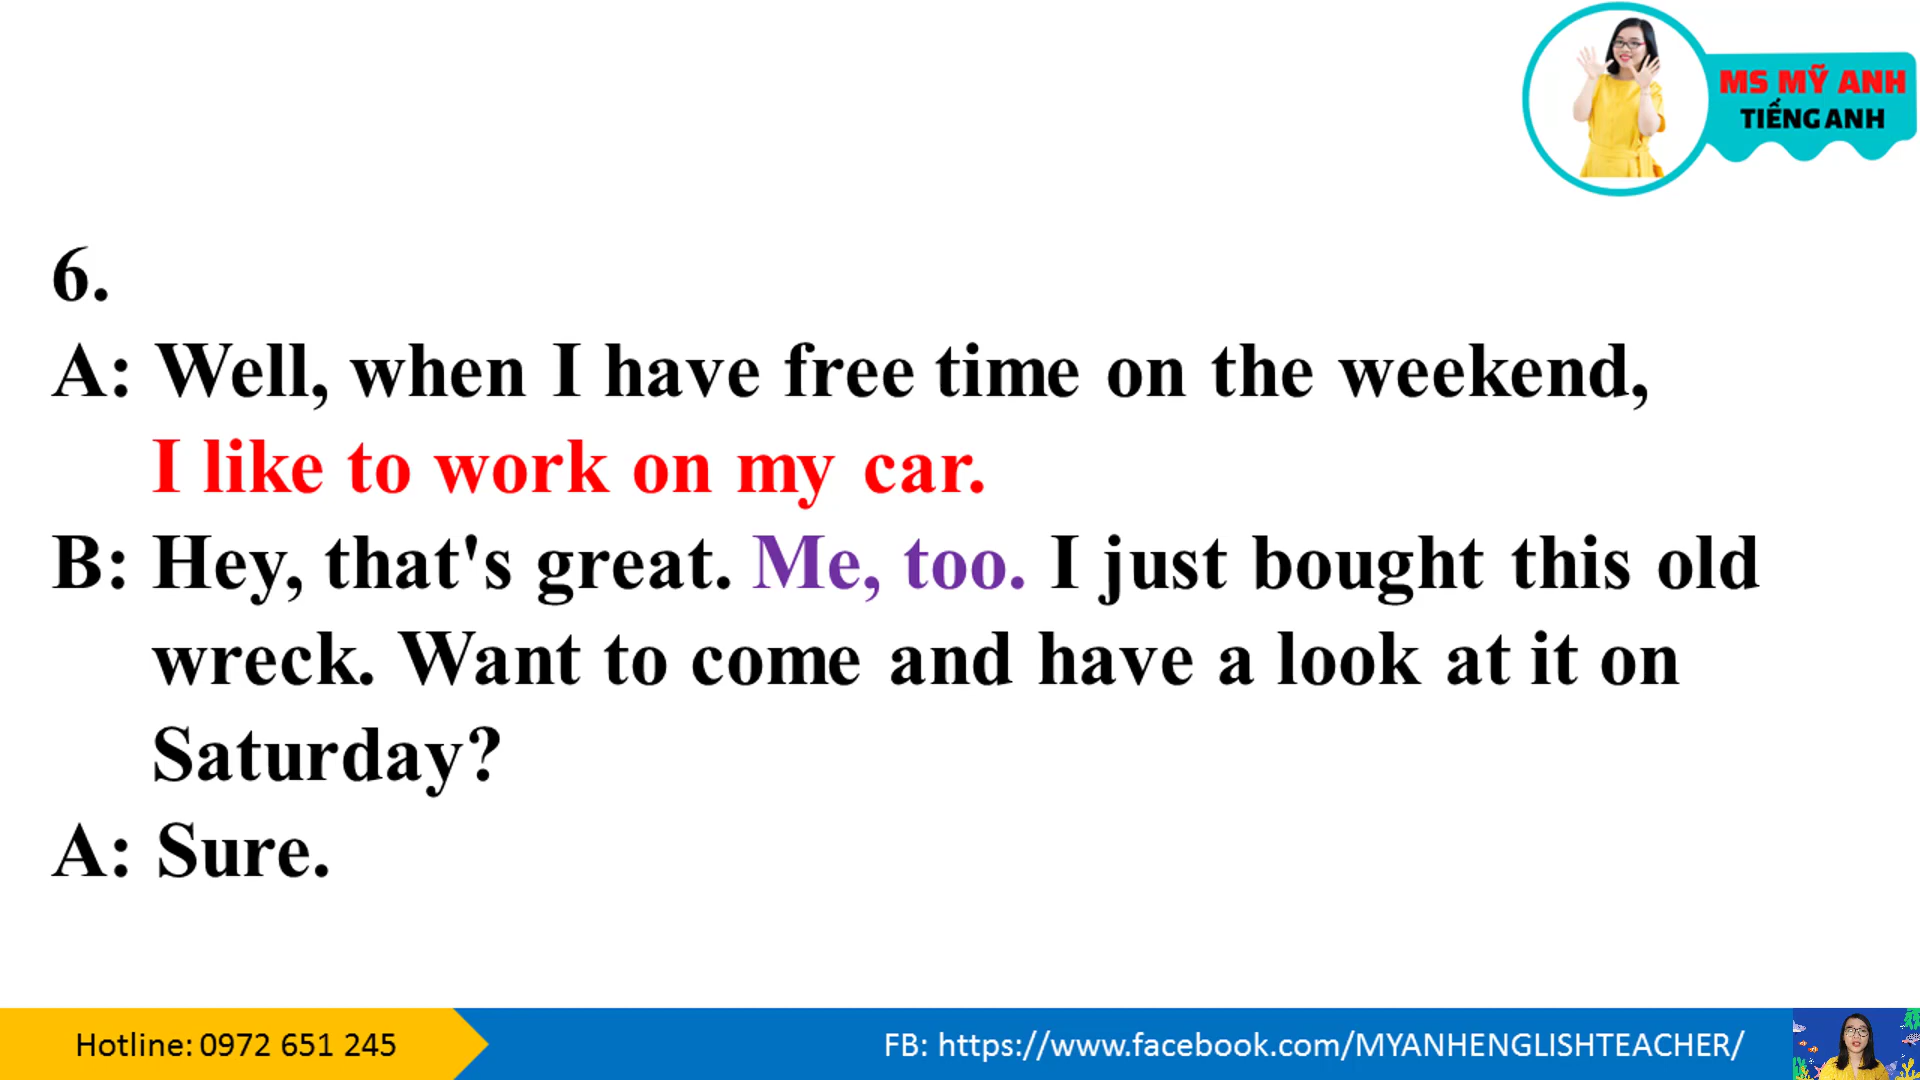 MS MỸ ANH
TIẾNG ANH
6.
A: Well, when I have free time on the weekend,
I like to work on my car.
B: Hey, that's great. Me, too. I just bought this old
wreck. Want to come and have a look at it on
Saturday?
A: Sure.
Hotline: 0972 651 245
FB: https://www.facebook.com/MYANHENGLISHTEACHER/